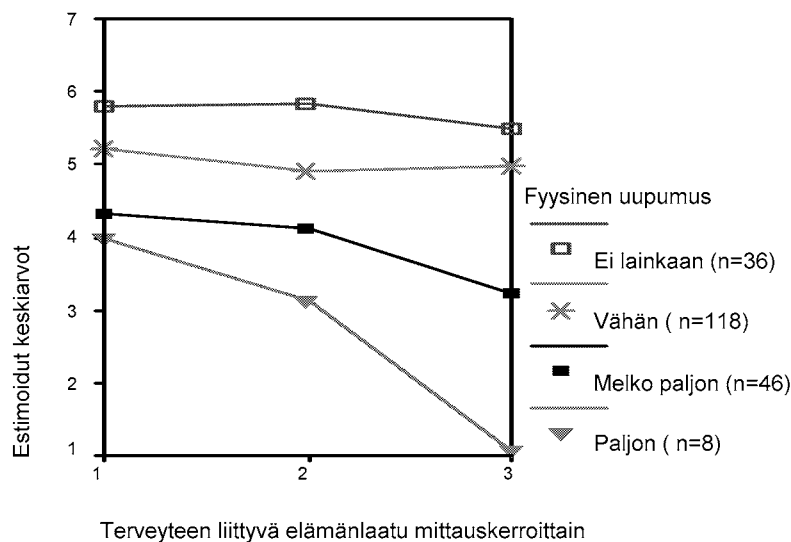 7
6
5
4
3
2
1
Estimoidut keskiarvot
1 2 3
Terveyteen liittyvä elämänlaatu mittauskerroittain
Fyysinen uupumus
Ei lainkaan (n=36)
Vähän ( n=118)
Melko paljon (n=46)
Paljon ( n=8)